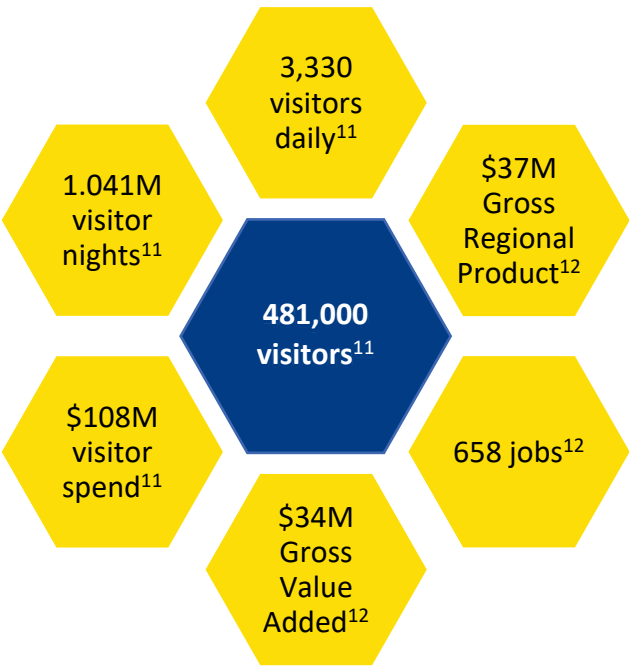 3,330
visitors
daily¹¹
1.041M
visitor
nights¹¹
$37M
Gross
Regional
Product¹²
481,000
visitors¹¹
$108M
visitor
spend¹¹
658 jobs¹²
$34M
Gross
Value
Added¹²